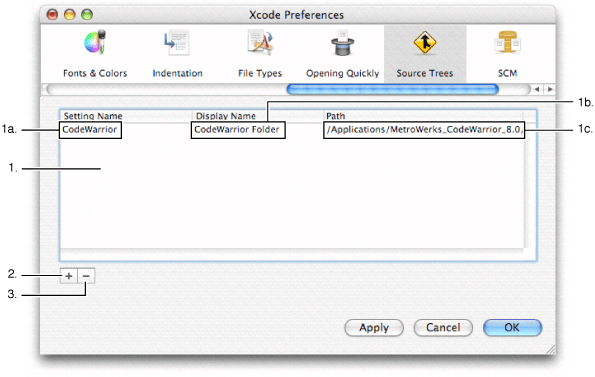 Xcode Preferences
Fonts & Colors Indentation File Types Opening Quickly Source Trees SCM
1b.
Setting Name Display Name Path
1a. CodeWarrior CodeWarrior Folder /Applications/MetroWerks_CodeWarrior_8.0, 1c.
1.
2. + −
3.
Apply Cancel OK